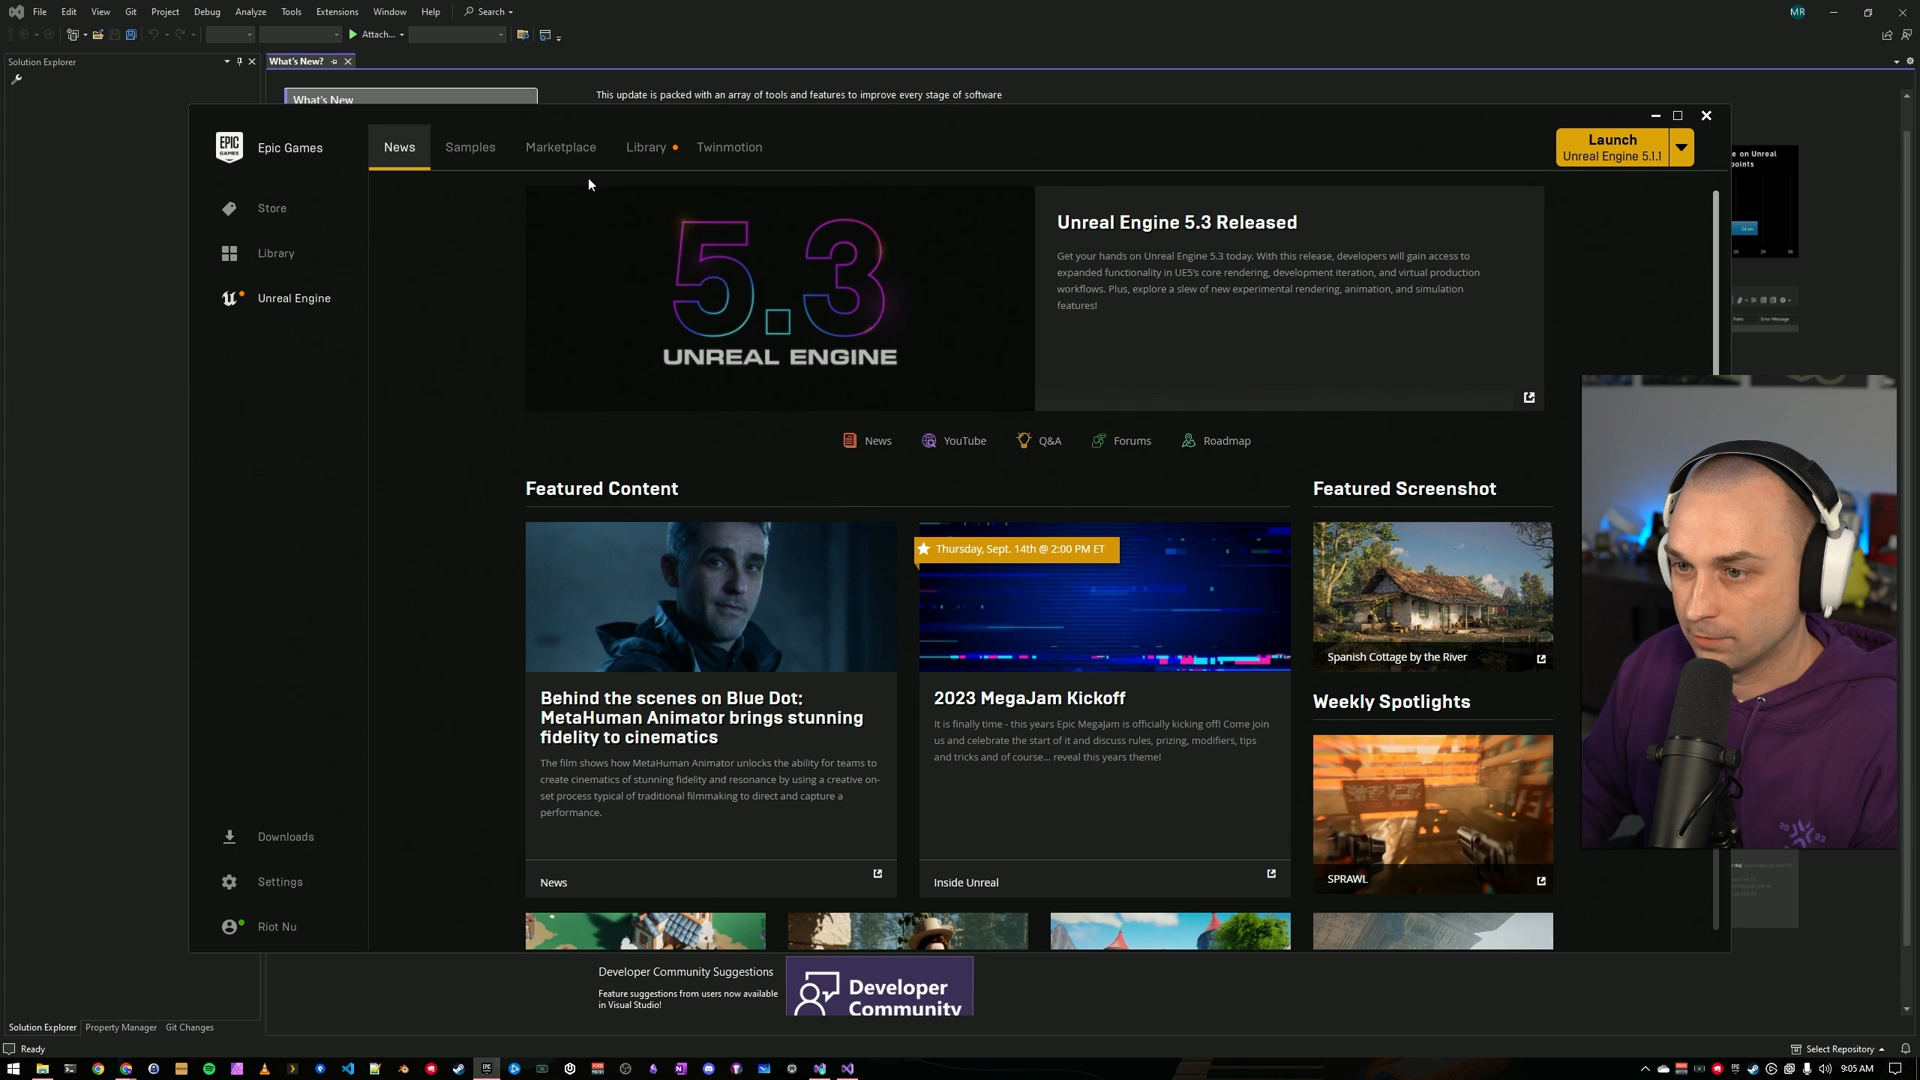 File Edit View Git Project Debug Analyze Tools Extensions Window Help Search
MR
Attach...
Solution Explorer
What's New?
What's New
This update is packed with an array of tools and features to improve every stage of software
EPIC GAMES
Epic Games
News Samples Marketplace Library Twinmotion
Launch
Unreal Engine 5.1.1
Store
Library
Unreal Engine
5.3
UNREAL ENGINE
Unreal Engine 5.3 Released
Get your hands on Unreal Engine 5.3 today. With this release, developers will gain access to
expanded functionality in UE5's core rendering, development iteration, and virtual production
workflows. Plus, explore a slew of new experimental rendering, animation, and simulation
features!
e on Unreal
points
News YouTube Q&A Forums Roadmap
Featured Content
Featured Screenshot
Thursday, Sept. 14th @ 2:00 PM ET
Spanish Cottage by the River
Behind the scenes on Blue Dot:
MetaHuman Animator brings stunning
fidelity to cinematics
The film shows how MetaHuman Animator unlocks the ability for teams to
create cinematics of stunning fidelity and resonance by using a creative on-
set process typical of traditional filmmaking to direct and capture a
performance.
News
2023 MegaJam Kickoff
It is finally time - this years Epic MegaJam is officially kicking off! Come join
us and celebrate the start of it and discuss rules, prizing, modifiers, tips
and tricks and of course... reveal this years theme!
Inside Unreal
Weekly Spotlights
SPRAWL
20 23
Downloads
Settings
Riot Nu
Developer Community Suggestions
Feature suggestions from users now available
in Visual Studio!
Developer
Community
Solution Explorer Property Manager Git Changes
Ready
Select Repository
9:05 AM